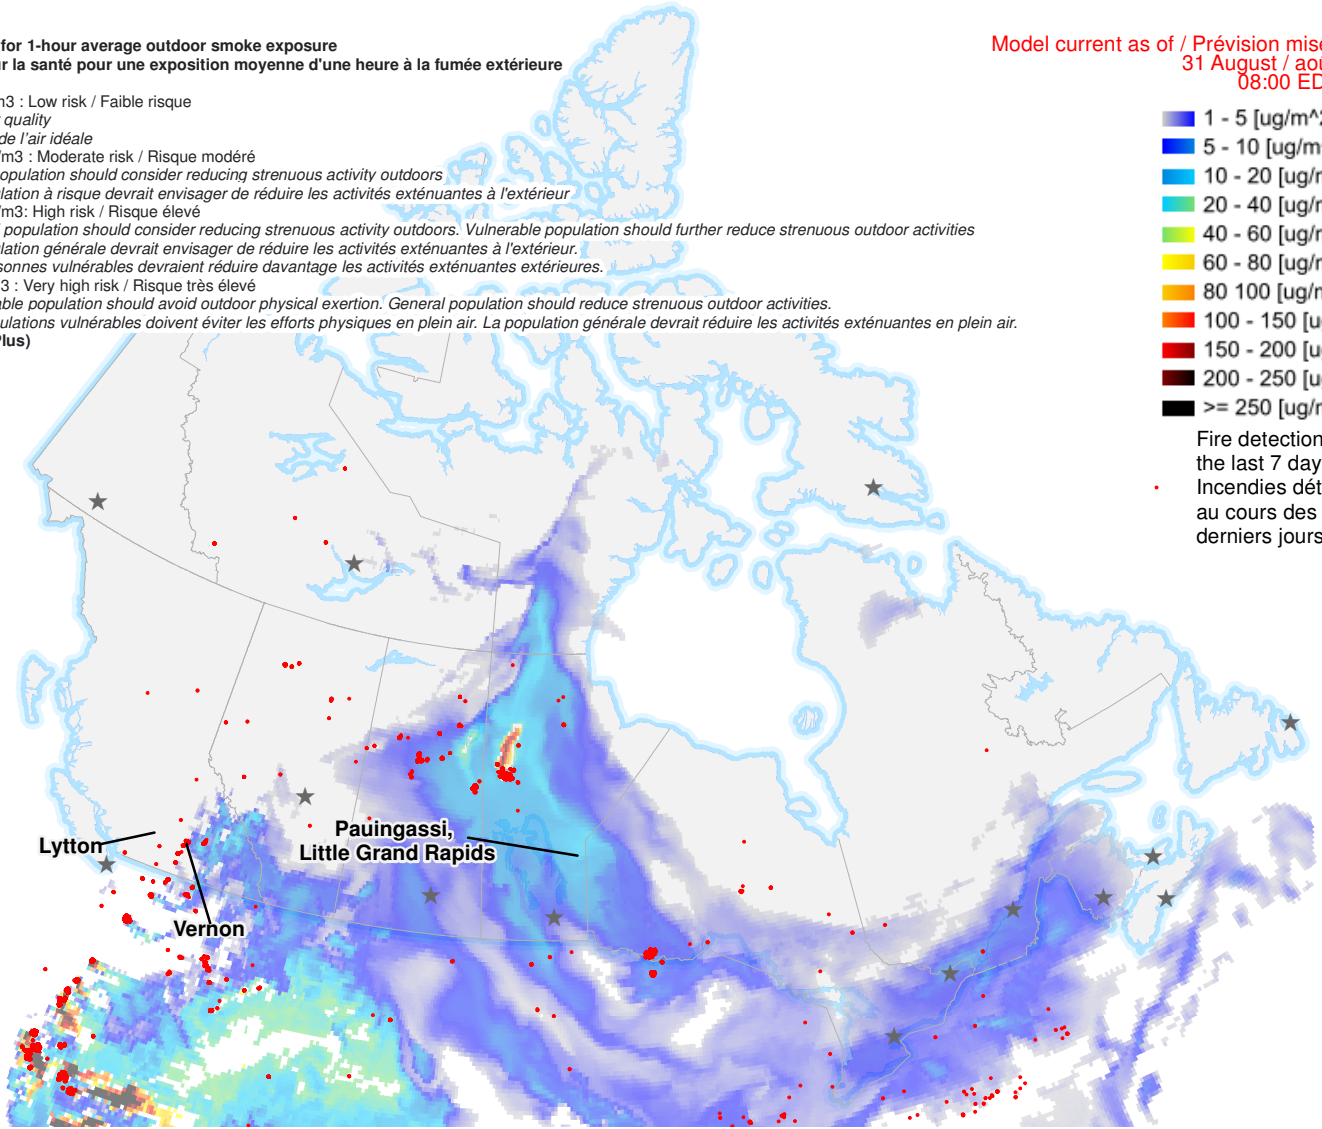 for 1-hour average outdoor smoke exposure
la santé pour une exposition moyenne d'une heure à la fumée extérieure
: Low risk / Faible risque
quality
de l'air idéale
/m3 : Moderate risk / Risque modéré
population should consider reducing strenuous activity outdoors
à risque devrait envisager de réduire les activités exténuantes à l'extérieur
/m3: High risk / Risque élevé
population should consider reducing strenuous activity outdoors. Vulnerable population should further reduce strenuous outdoor activities
générale devrait envisager de réduire les activités exténuantes à l'extérieur.
vulnérables devraient réduire davantage les activités exténuantes extérieures.
: Very high risk / Risque très élevé
population should avoid outdoor physical exertion. General population should reduce strenuous outdoor activities.
vulnérables doivent éviter les efforts physiques en plein air. La population générale devrait réduire les activités exténuantes en plein air.
Plus)
Model current as of / Prévision mise
31 August / aoû
08:00 ED
1 - 5 [ug/m^
5 - 10 [ug/m
10 - 20 [ug/
20 - 40 [ug/
40 - 60 [ug/
60 - 80 [ug/
80 100 [ug/
100 - 150 [u
150 - 200 [u
200 - 250 [u
>= 250 [ug/
Fire detection
the last 7 day
Incendies dét
au cours des
derniers jours
Lytton
Pauingassi,
Little Grand Rapids
Vernon